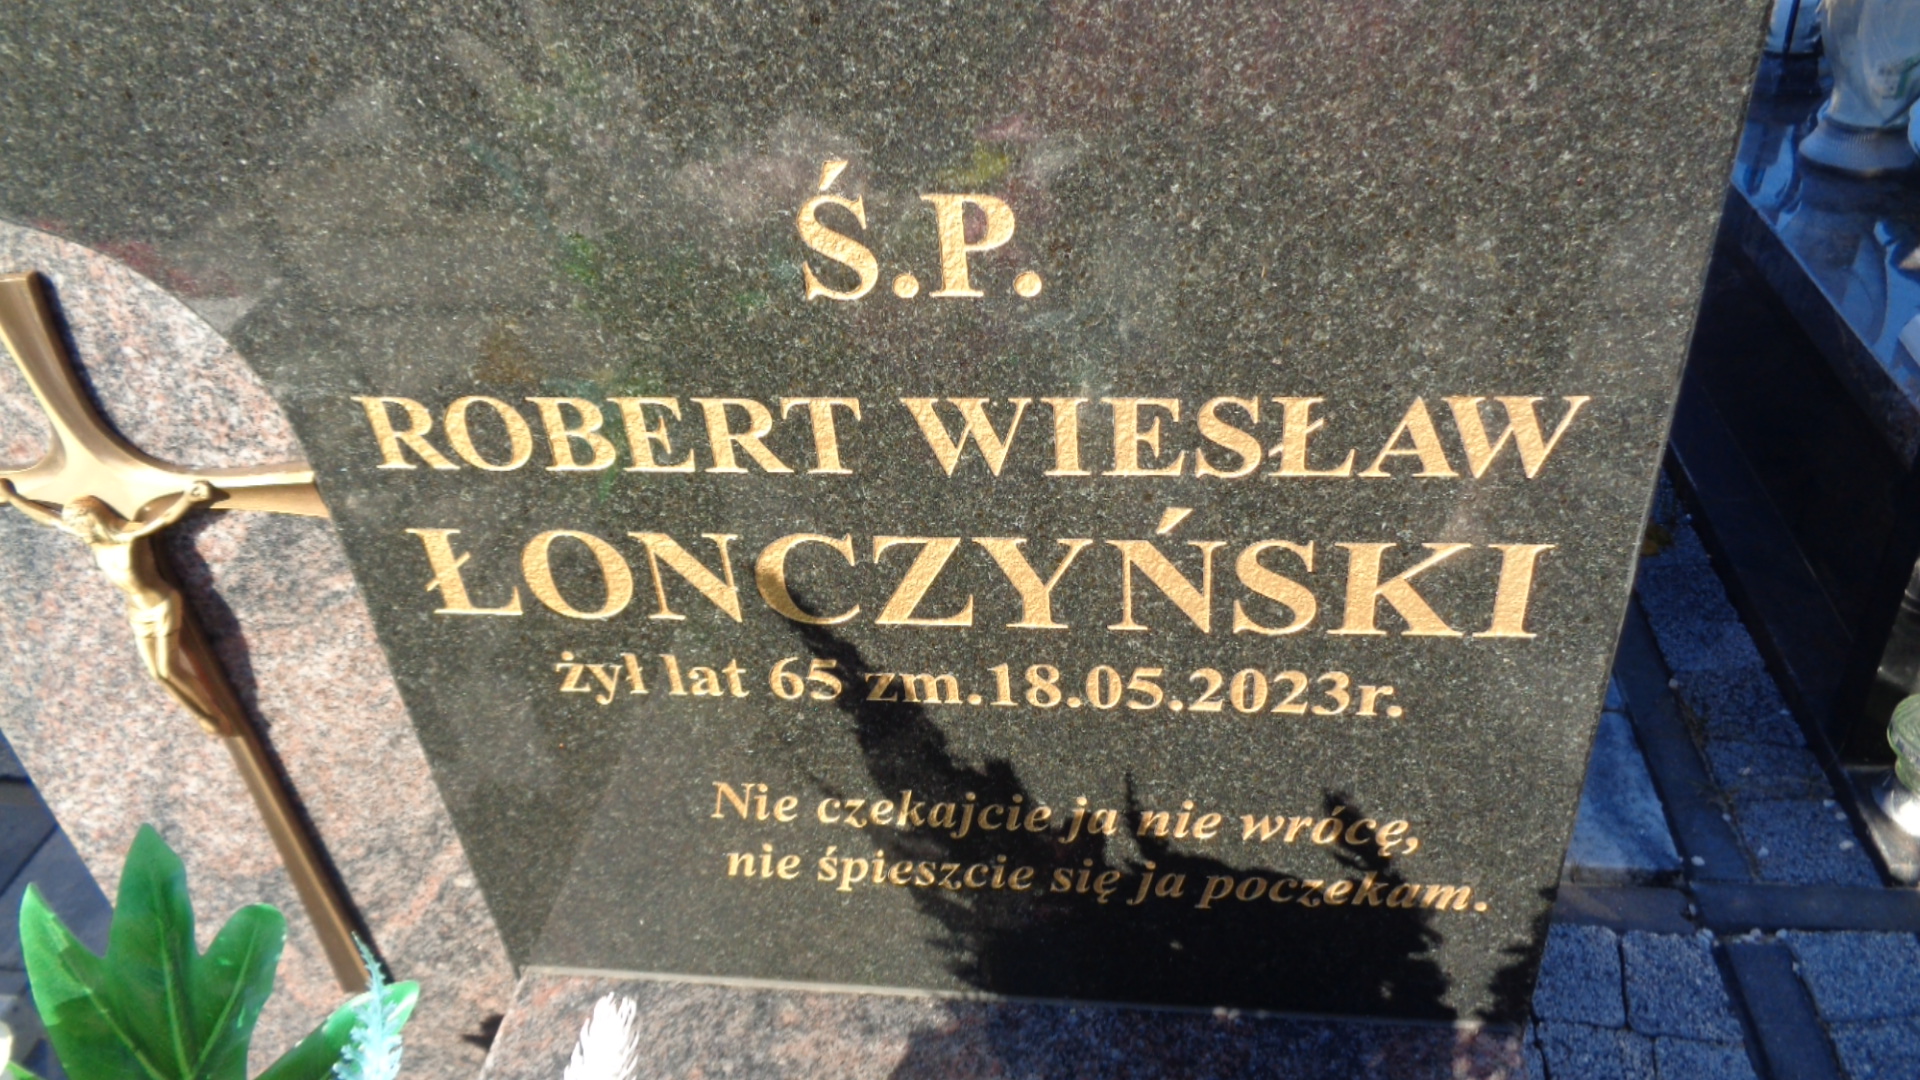 Ś.P.
ROBERT WIESŁAW
ŁONCZYŃSKI
żył lat 65 zm.18.05.2023r.
Nie czekajcie ja nie wrócę,
nie śpieszcie się ja poczekam.